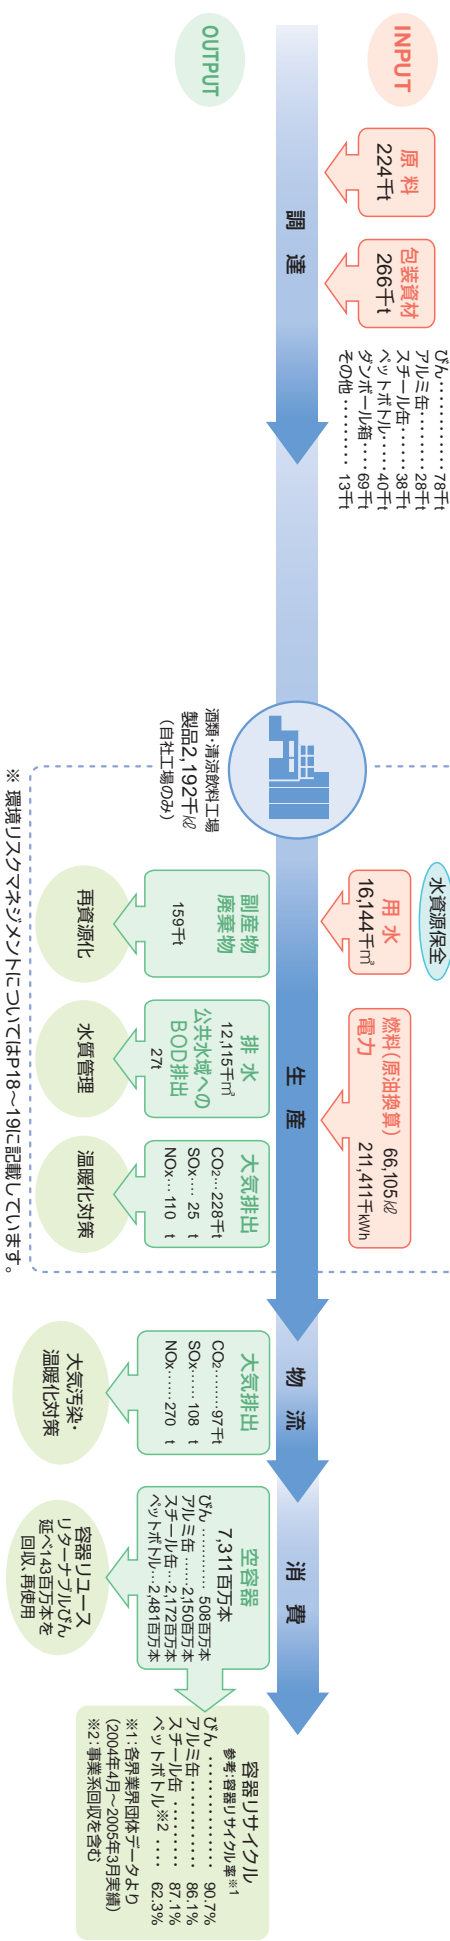 INPUT
原 料
224千t
包装資材
266千t
びん・・・・・・・・・・・78千t
アルミ缶・・・・・・・28千t
スチール缶・・・・・・38千t
ペットボトル・・・・・40千t
ダンボール箱・・・・69千t
その他・・・・・・・・・13千t
水資源保全
用 水
16,144千m³
燃料(原油換算) 66,105㎘
電力 211,411千kWh
調 達
生 産
物 流
消 費
酒類・清涼飲料工場
製品2,192千㎘
(自社工場のみ)
OUTPUT
副産物
廃棄物
159千t
再資源化
排 水
12,115千m³
公共水域への
BOD排出
27t
水質管理
大気排出
CO₂…228千t
SOx…・ 25 t
NOx…・110 t
温暖化対策
大気排出
CO₂………97千t
SOx……・108 t
NOx……・270 t
大気汚染・
温暖化対策
空容器
7,311百万本
びん………… 508百万本
アルミ缶……2,150百万本
スチール缶…2,172百万本
ペットボトル…2,481百万本
容器リユース
リターナブルびん
延べ143百万本を
回収、再使用
容器リサイクル
参考:容器リサイクル率※1
びん・・・・・・・・・・・・・・90.7%
アルミ缶・・・・・・・・・・・86.1%
スチール缶・・・・・・・・・87.1%
ペットボトル※2・・・・62.3%
※1:各界業界団体データより
(2004年4月〜2005年3月実績)
※2:事業系回収を含む
※ 環境リスクマネジメントについてはP18〜19に記載しています。